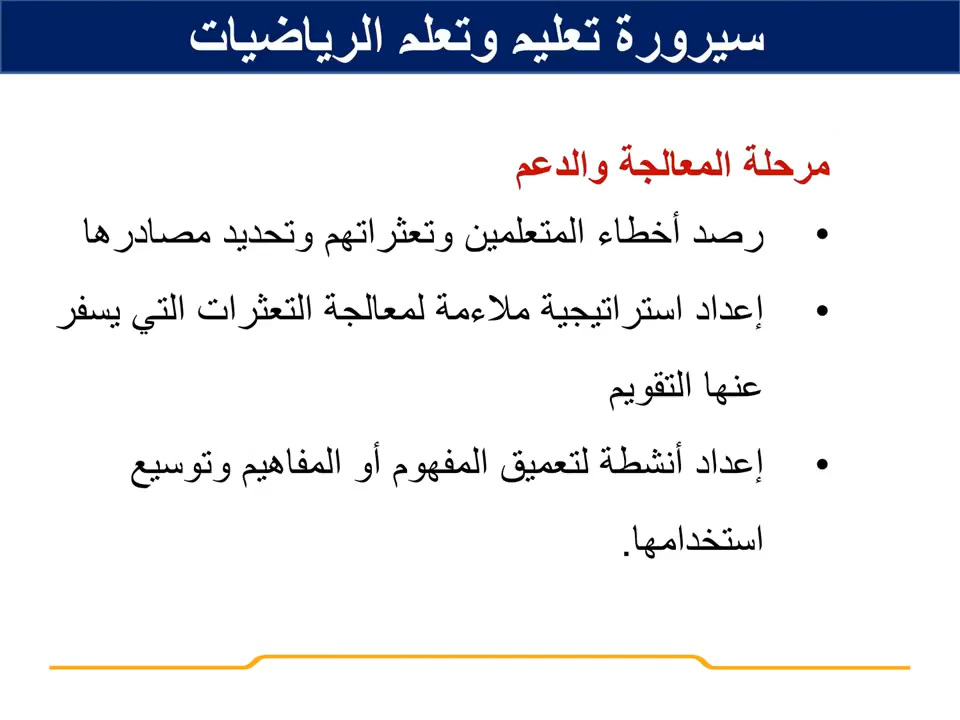 سيرورة تعليم وتعلم الرياضيات
مرحلة المعالجة والدعم
• رصد أخطاء المتعلمين وتعثراتهم وتحديد مصادرها
• إعداد استراتيجية ملاءمة لمعالجة التعثرات التي يسفر
عنها التقويم
• إعداد أنشطة لتعميق المفهوم أو المفاهيم وتوسيع
استخدامها.